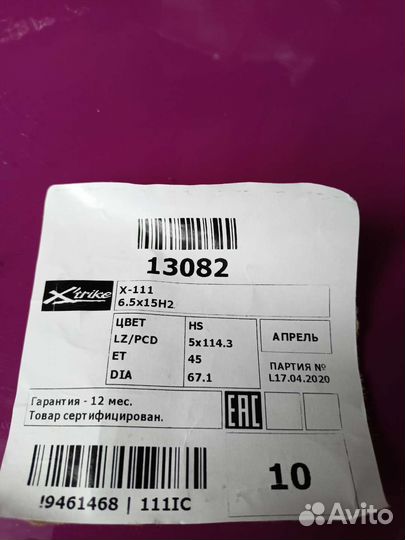 13082
X'trike
X-111
6.5x15H2
ЦВЕТ HS
LZ/PCD 5x114.3
ET 45
DIA 67.1
АПРЕЛЬ
ПАРТИЯ №
L17.04.2020
Гарантия - 12 мес.
Товар сертифицирован.
EAC
!9461468 | 111IC
10
Avito